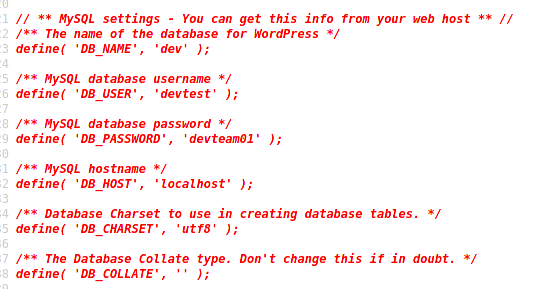 20
21 // ** MySQL settings - You can get this info from your web host ** //
22 /** The name of the database for WordPress */
23 define( 'DB_NAME', 'dev' );
24
25 /** MySQL database username */
26 define( 'DB_USER', 'devtest' );
27
28 /** MySQL database password */
29 define( 'DB_PASSWORD', 'devteam01' );
30
31 /** MySQL hostname */
32 define( 'DB_HOST', 'localhost' );
33
34 /** Database Charset to use in creating database tables. */
35 define( 'DB_CHARSET', 'utf8' );
36
37 /** The Database Collate type. Don't change this if in doubt. */
38 define( 'DB_COLLATE', '' );